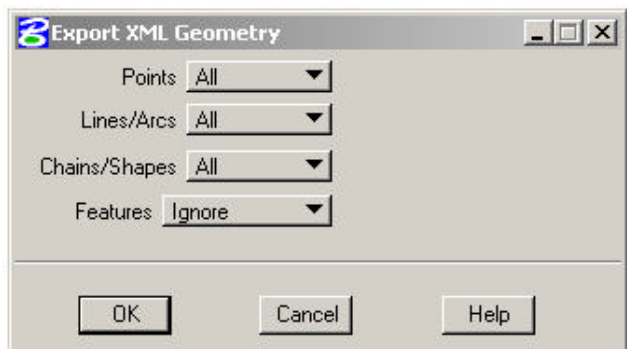 Export XML Geometry
Points All
Lines/Arcs All
Chains/Shapes All
Features Ignore
OK Cancel Help